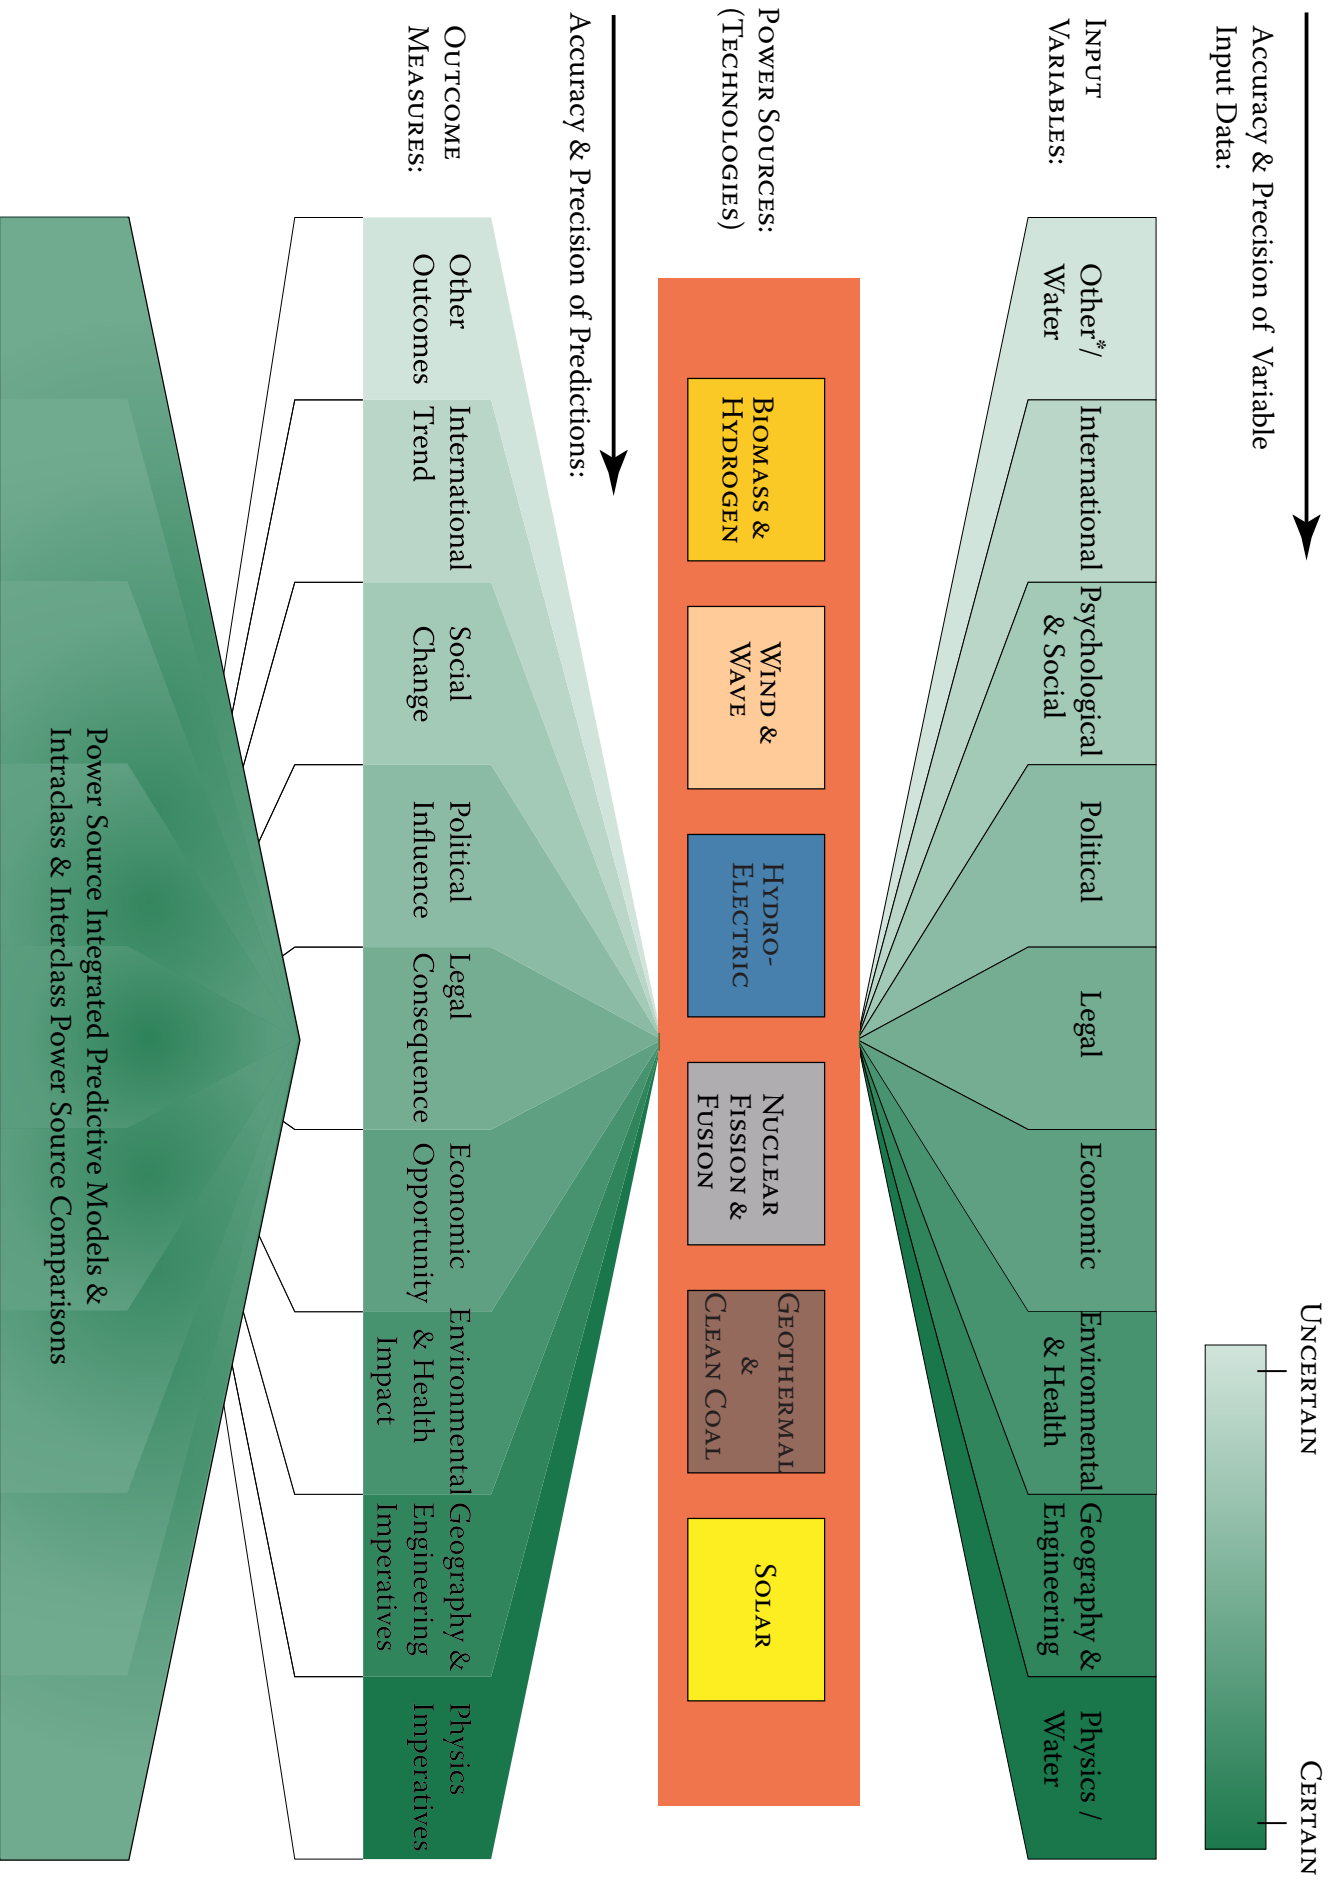 Accuracy & Precision of Variable
Input Data:
UNCERTAIN
CERTAIN
INPUT
VARIABLES:
Other*/
Water
International
Psychological
& Social
Political
Legal
Economic
Environmental
& Health
Geography &
Engineering
Physics /
Water
POWER SOURCES:
(TECHNOLOGIES)
BIOMASS &
HYDROGEN
WIND &
WAVE
HYDRO-
ELECTRIC
NUCLEAR
FISSION &
FUSION
GEOTHERMAL
&
CLEAN COAL
SOLAR
Accuracy & Precision of Predictions:
OUTCOME
MEASURES:
Other
Outcomes
International
Trend
Social
Change
Political
Influence
Legal
Consequence
Economic
Opportunity
Environmental
& Health
Impact
Geography &
Engineering
Imperatives
Physics
Imperatives
Power Source Integrated Predictive Models &
Intraclass & Interclass Power Source Comparisons